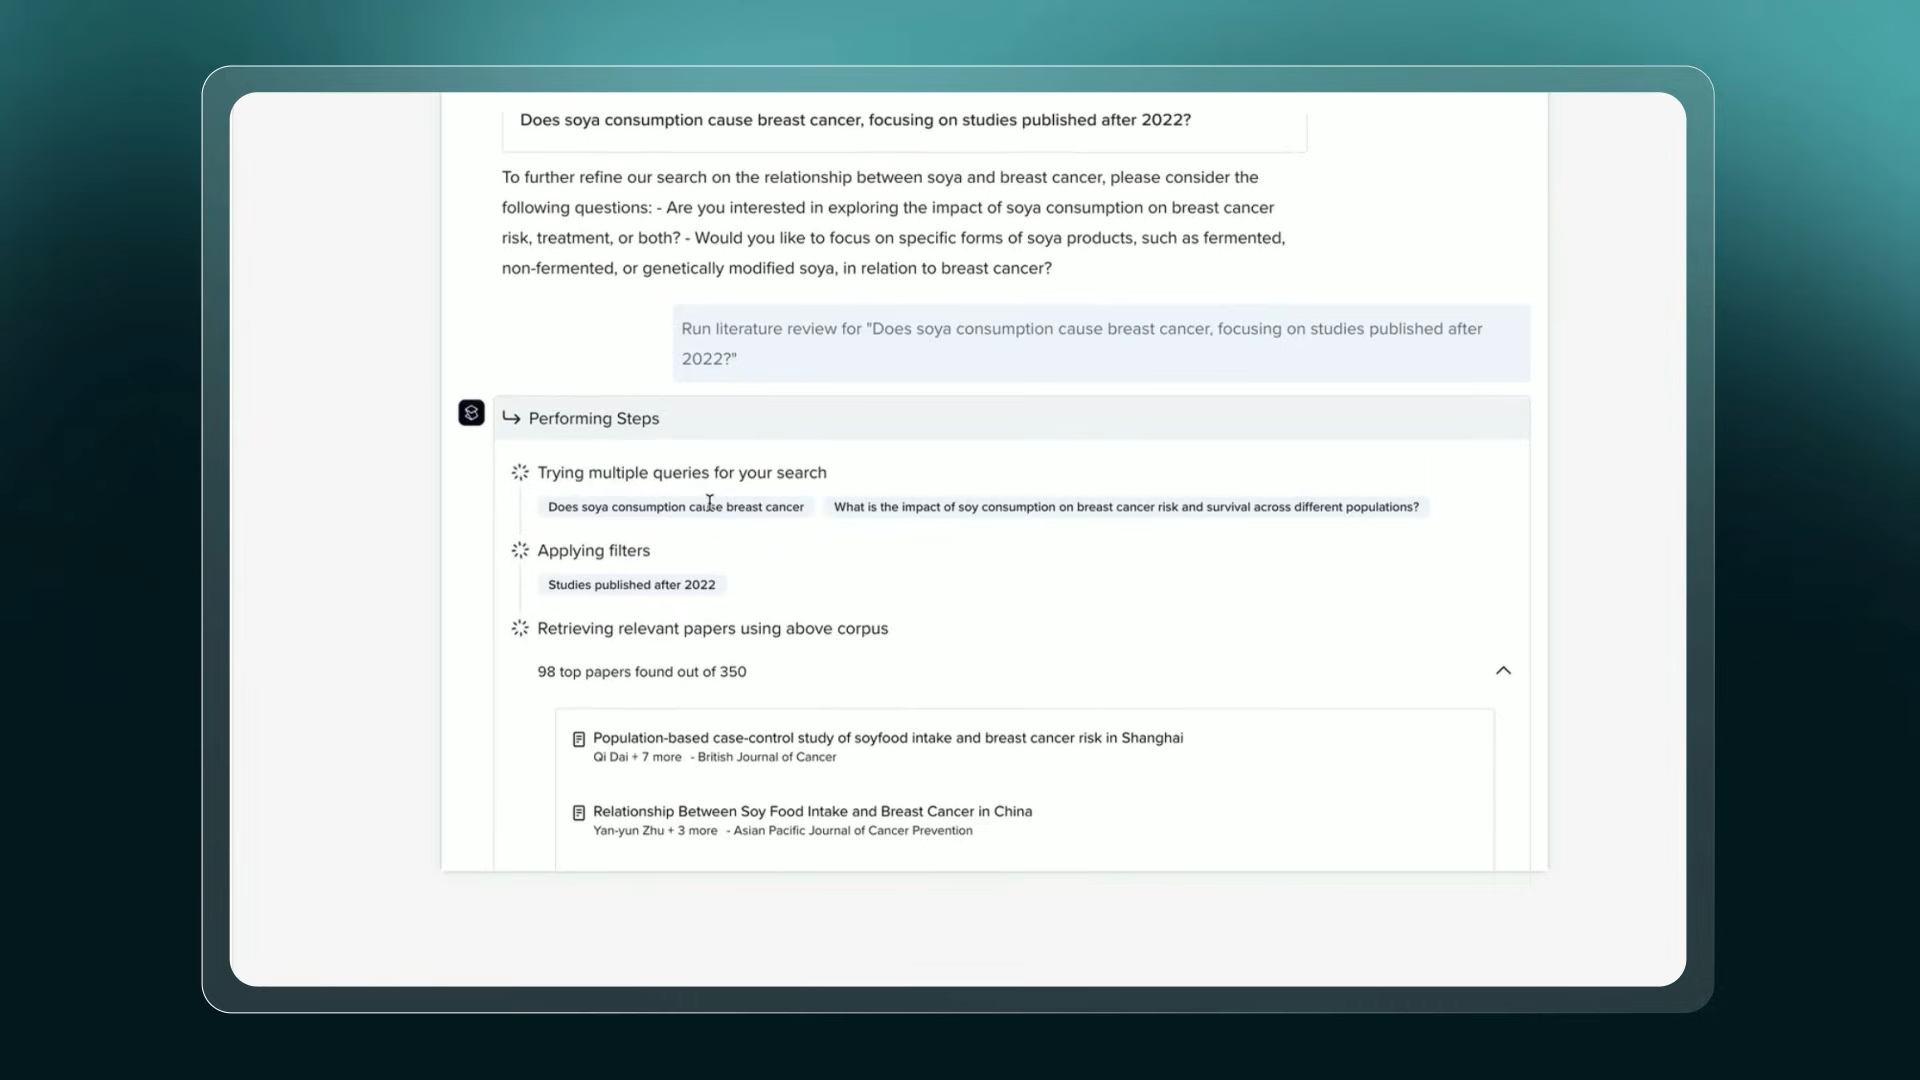 Does soya consumption cause breast cancer, focusing on studies published after 2022?
To further refine our search on the relationship between soya and breast cancer, please consider the
following questions: - Are you interested in exploring the impact of soya consumption on breast cancer
risk, treatment, or both? - Would you like to focus on specific forms of soya products, such as fermented,
non-fermented, or genetically modified soya, in relation to breast cancer?
Run literature review for "Does soya consumption cause breast cancer, focusing on studies published after
2022?"
Performing Steps
Trying multiple queries for your search
Does soya consumption cause breast cancer What is the impact of soy consumption on breast cancer risk and survival across different populations?
Applying filters
Studies published after 2022
Retrieving relevant papers using above corpus
98 top papers found out of 350
Population-based case-control study of soyfood intake and breast cancer risk in Shanghai
Qi Dai + 7 more - British Journal of Cancer
Relationship Between Soy Food Intake and Breast Cancer in China
Yan-yun Zhu + 3 more - Asian Pacific Journal of Cancer Prevention